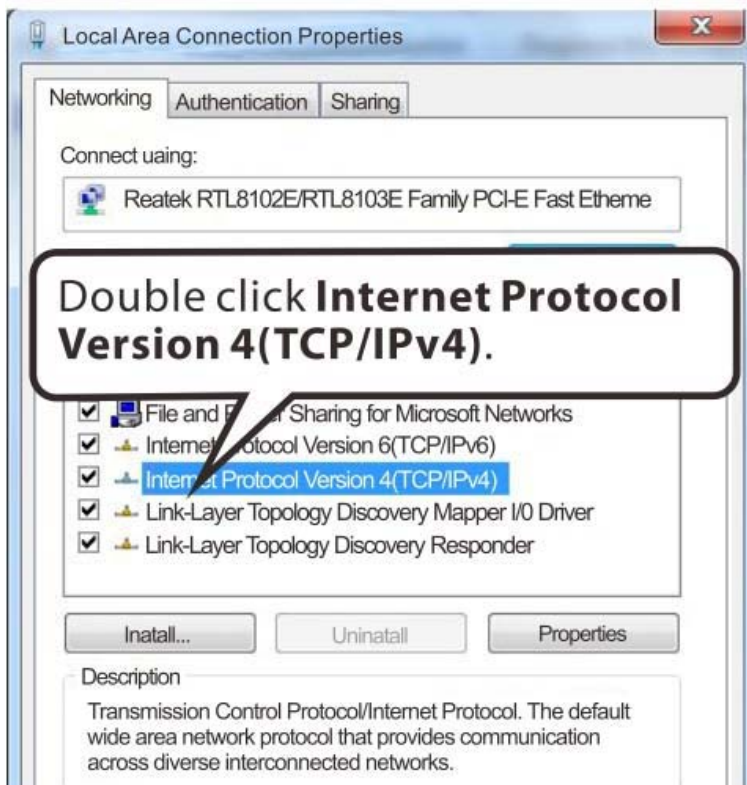 Local Area Connection Properties
Networking Authentication Sharing
Connect uaing:
Reatek RTL8102E/RTL8103E Family PCI-E Fast Etheme
Double click Internet Protocol
Version 4(TCP/IPv4).
File and Sharing for Microsoft Networks
Internet Protocol Version 6(TCP/IPv6)
Internet Protocol Version 4(TCP/IPv4)
Link-Layer Topology Discovery Mapper I/0 Driver
Link-Layer Topology Discovery Responder
Inatall... Uninatall Properties
Description
Transmission Control Protocol/Internet Protocol. The default
wide area network protocol that provides communication
across diverse interconnected networks.